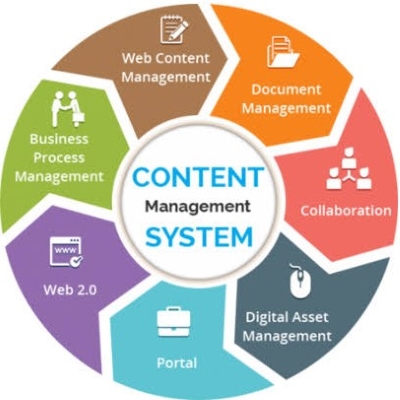 Web Content
Management
Document
Management
Collaboration
Digital Asset
Management
Portal
Web 2.0
WWW
Business
Process
Management
CONTENT
Management
SYSTEM